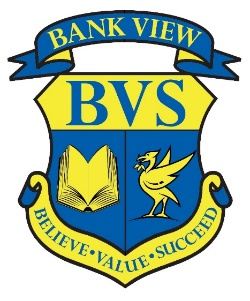 BANK VIEW
BVS
BELIEVE • VALUE • SUCCEED